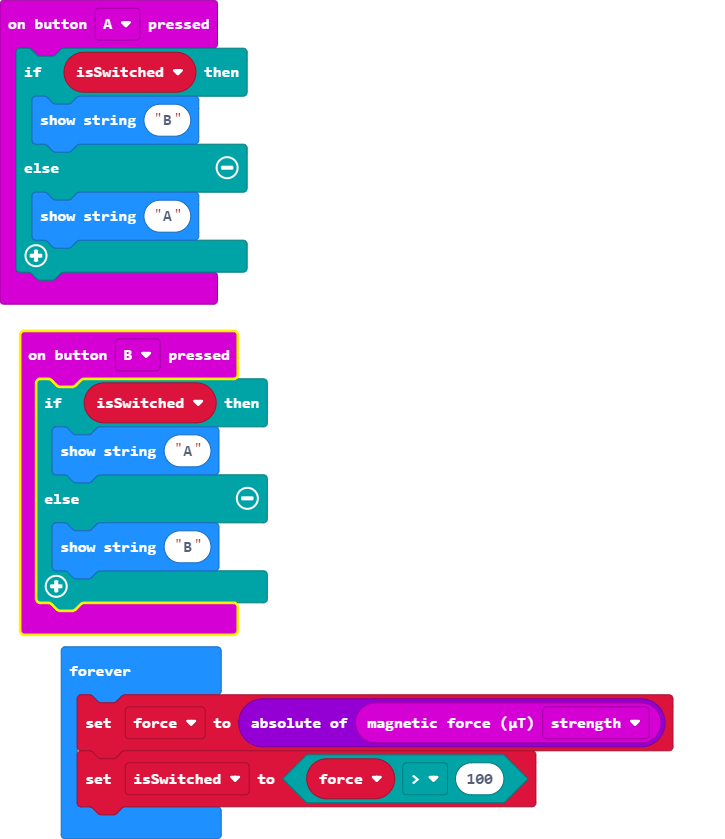 on button A pressed
if isSwitched then
show string "B"
else
show string "A"
on button B pressed
if isSwitched then
show string "A"
else
show string "B"
forever
set force to absolute of magnetic force (µT) strength
set isSwitched to force > 100